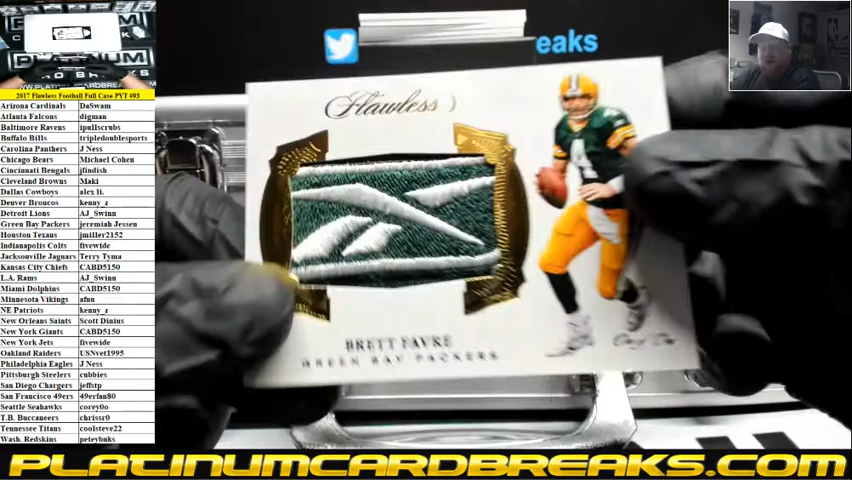 PLATINUM
2017 Flawless Football Full Case PYT #93
Arizona Cardinals DaSwam
Atlanta Falcons digman
Baltimore Ravens ipullscrubs
Buffalo Bills tripledoublesports
Carolina Panthers J Ness
Chicago Bears Michael Cohen
Cincinnati Bengals jfindish
Cleveland Browns Maki
Dallas Cowboys alex li.
Denver Broncos kenny_z
Detroit Lions AJ_Swinn
Green Bay Packers jeremiah Jessen
Houston Texans jmiller2152
Indianapolis Colts fivewide
Jacksonville Jaguars Terry Tyma
Kansas City Chiefs CABD5150
L.A. Rams AJ_Swinn
Miami Dolphins CABD5150
Minnesota Vikings afnu
NE Patriots kenny_z
New Orleans Saints Scott Dinius
New York Giants CABD5150
New York Jets fivewide
Oakland Raiders USNvet1995
Philadelphia Eagles J Ness
Pittsburgh Steelers cubbies
San Diego Chargers jeffstp
San Francisco 49ers 49erfan80
Seattle Seahawks corey0o
T.B. Buccaneers chrissr0
Tennessee Titans coolsteve22
Wash. Redskins peteybuks
eaks
Flawless
4
BRETT FAVRE
GREEN BAY PACKERS
PLATINUMCARDBREAKS.COM